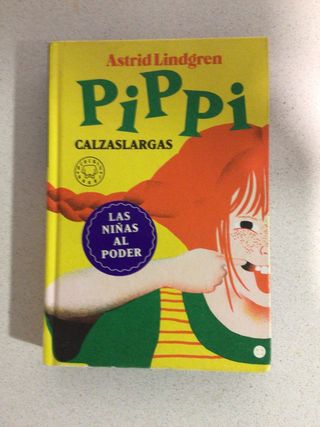 Astrid Lindgren
PiPPi
CALZASLARGAS
LAS
NIÑAS
AL
PODER